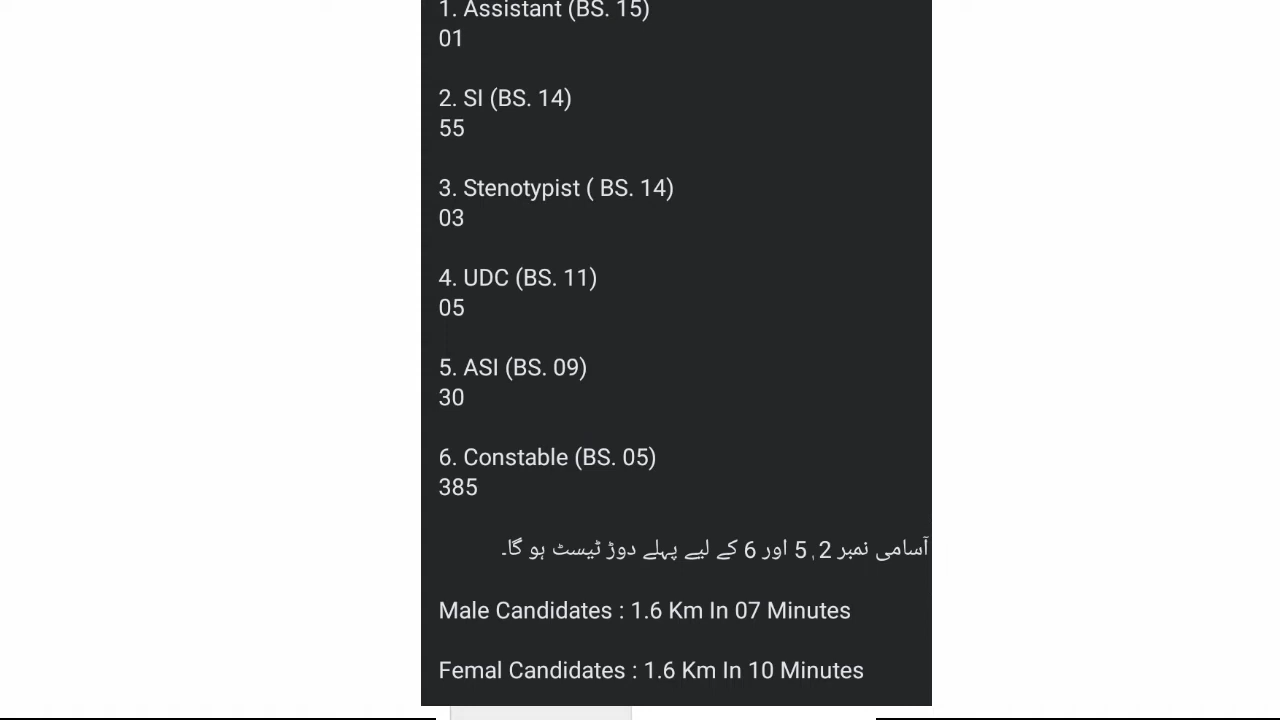 1. Assistant (BS. 15)
01
2. SI (BS. 14)
55
3. Stenotypist ( BS. 14)
03
4. UDC (BS. 11)
05
5. ASI (BS. 09)
30
6. Constable (BS. 05)
385
آسامی نمبر 2, 5 اور 6 کے لیے پہلے دوڑ ٹیسٹ ہو گا۔
Male Candidates : 1.6 Km In 07 Minutes
Femal Candidates : 1.6 Km In 10 Minutes